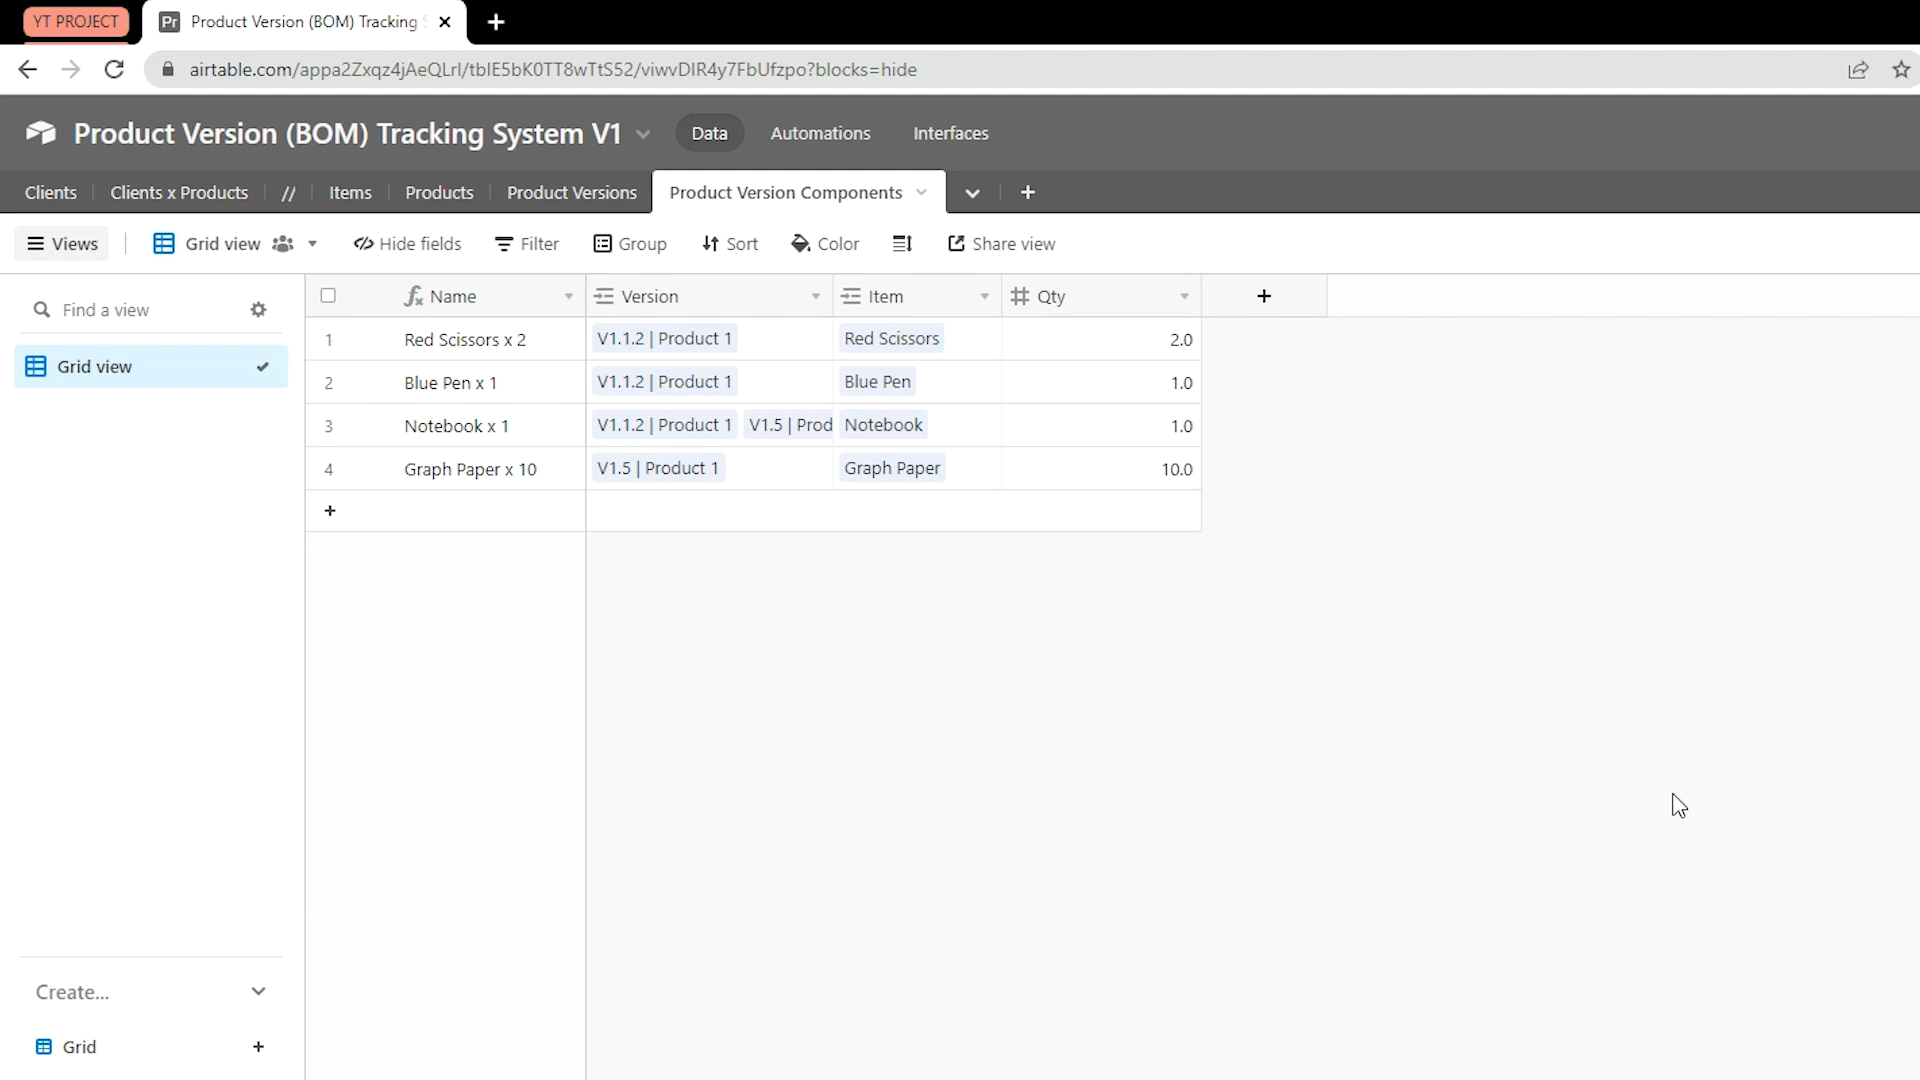 YT PROJECT
Pr Product Version (BOM) Tracking
airtable.com/appa2Zxqz4jAeQLrI/tblE5bK0TT8wTtS52/viwvDIR4y7FbUfzpo?blocks=hide
Product Version (BOM) Tracking System V1 Data Automations Interfaces
Clients Clients x Products // Items Products Product Versions Product Version Components
Views Grid view Hide fields Filter Group Sort Color Share view
Find a view
Grid view
Name Version Item Qty
1 Red Scissors x 2 V1.1.2 | Product 1 Red Scissors 2.0
2 Blue Pen x 1 V1.1.2 | Product 1 Blue Pen 1.0
3 Notebook x 1 V1.1.2 | Product 1 V1.5 | Prod Notebook 1.0
4 Graph Paper x 10 V1.5 | Product 1 Graph Paper 10.0
Create...
Grid